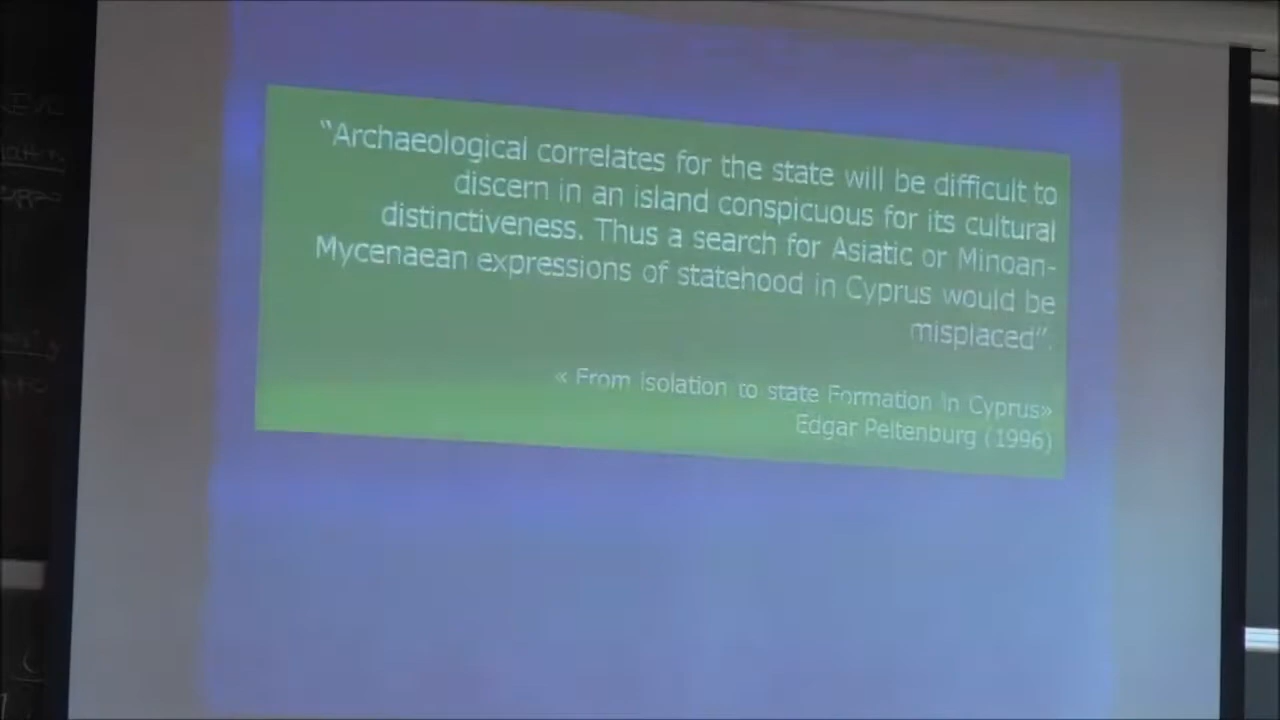 “Archaeological correlates for the state will be difficult to
discern in an island conspicuous for its cultural
distinctiveness. Thus a search for Asiatic or Minoan-
Mycenaean expressions of statehood in Cyprus would be
misplaced”.
« From isolation to state Formation in Cyprus»
Edgar Peltenburg (1996)